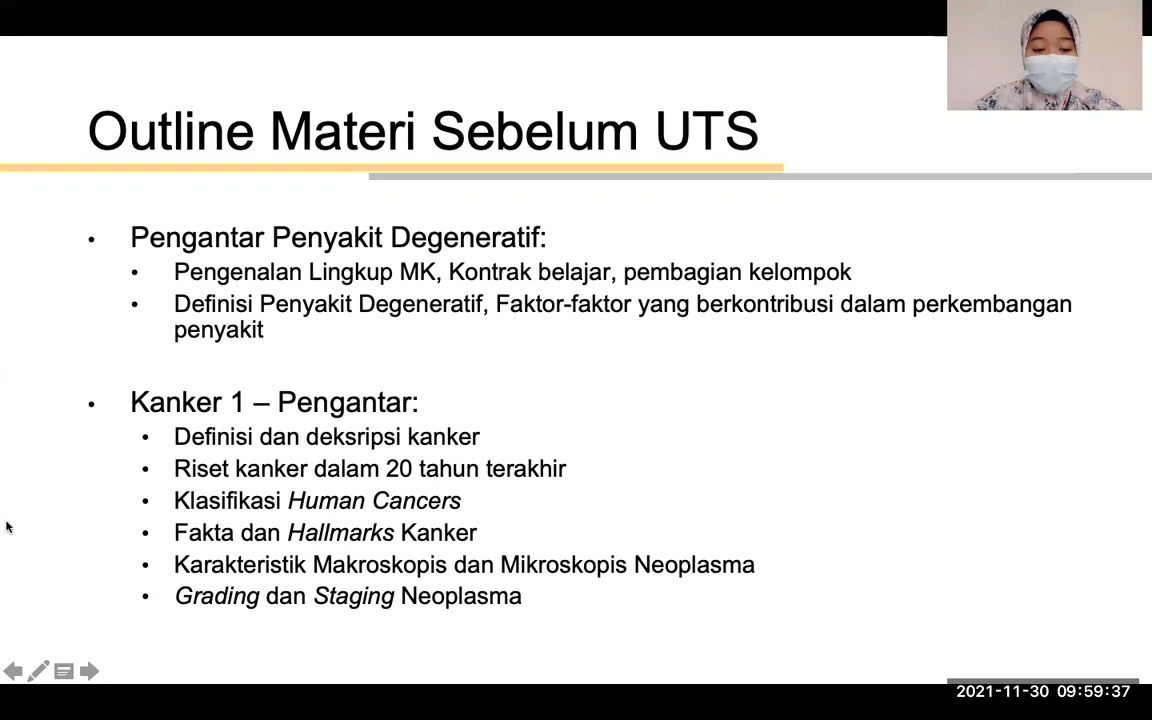 Outline Materi Sebelum UTS
• Pengantar Penyakit Degeneratif:
• Pengenalan Lingkup MK, Kontrak belajar, pembagian kelompok
• Definisi Penyakit Degeneratif, Faktor-faktor yang berkontribusi dalam perkembangan
penyakit
• Kanker 1 – Pengantar:
• Definisi dan deksripsi kanker
• Riset kanker dalam 20 tahun terakhir
• Klasifikasi Human Cancers
• Fakta dan Hallmarks Kanker
• Karakteristik Makroskopis dan Mikroskopis Neoplasma
• Grading dan Staging Neoplasma
2021-11-30 09:59:37